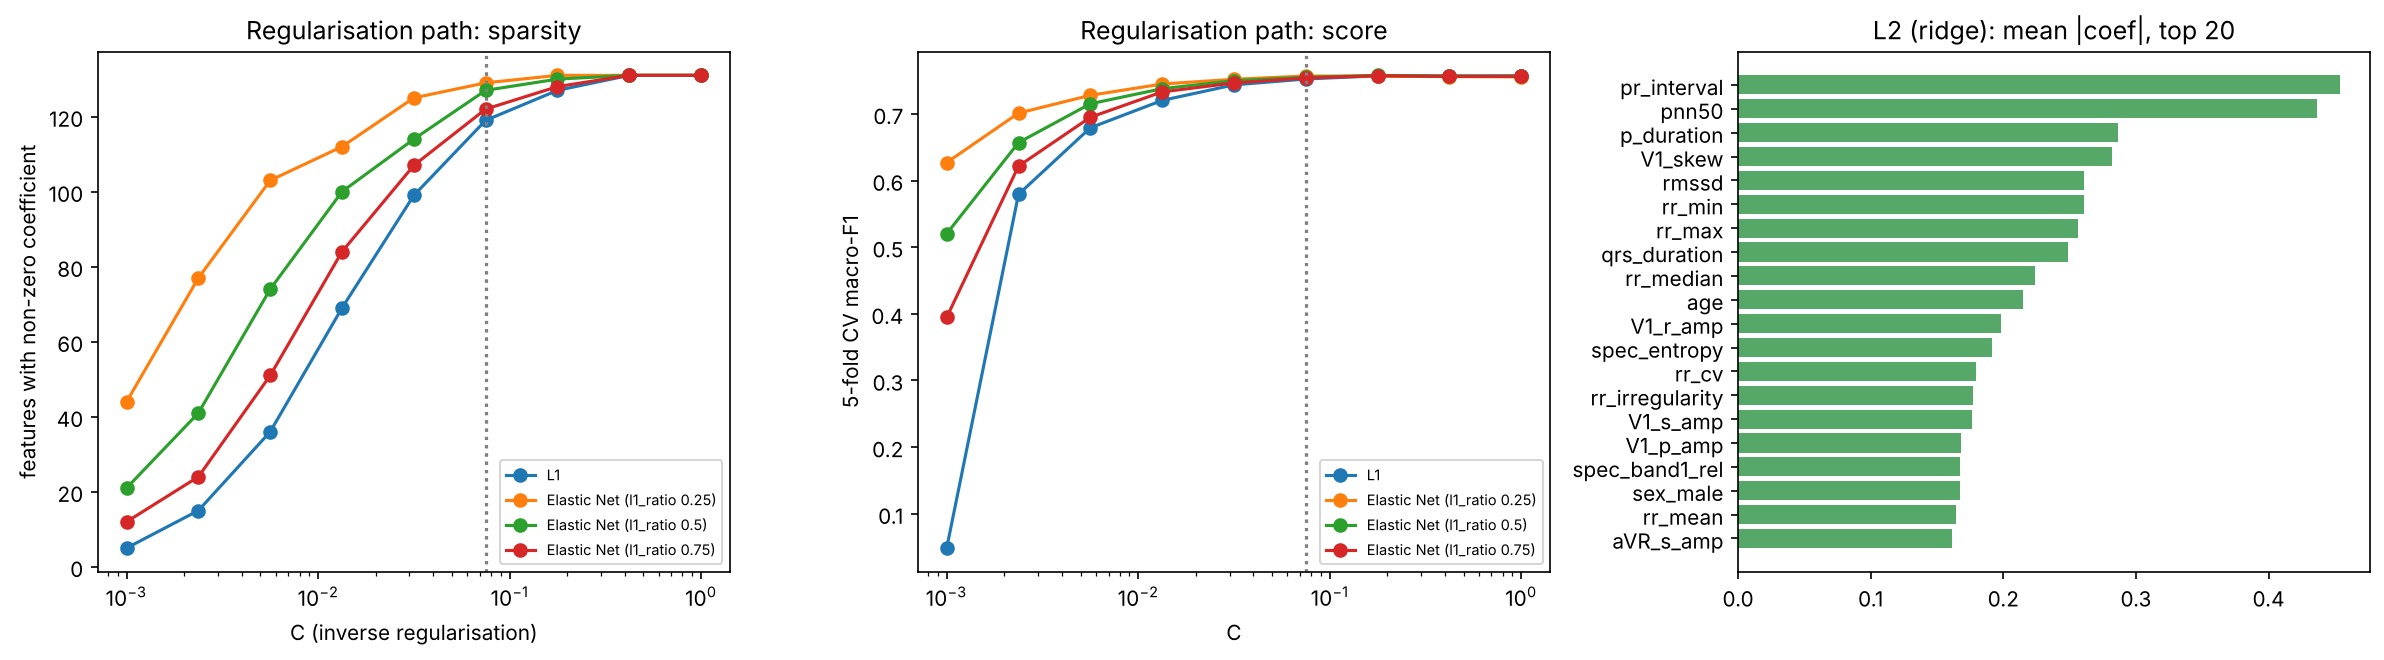 Regularisation path: sparsity
features with non-zero coefficient
120
100
80
60
40
20
0
10⁻³
10⁻²
10⁻¹
10⁰
C (inverse regularisation)
L1
Elastic Net (l1_ratio 0.25)
Elastic Net (l1_ratio 0.5)
Elastic Net (l1_ratio 0.75)
Regularisation path: score
5-fold CV macro-F1
0.7
0.6
0.5
0.4
0.3
0.2
0.1
10⁻³
10⁻²
10⁻¹
10⁰
C
L1
Elastic Net (l1_ratio 0.25)
Elastic Net (l1_ratio 0.5)
Elastic Net (l1_ratio 0.75)
L2 (ridge): mean |coef|, top 20
pr_interval
pnn50
p_duration
V1_skew
rmssd
rr_min
rr_max
qrs_duration
rr_median
age
V1_r_amp
spec_entropy
rr_cv
rr_irregularity
V1_s_amp
V1_p_amp
spec_band1_rel
sex_male
rr_mean
aVR_s_amp
0.0
0.1
0.2
0.3
0.4